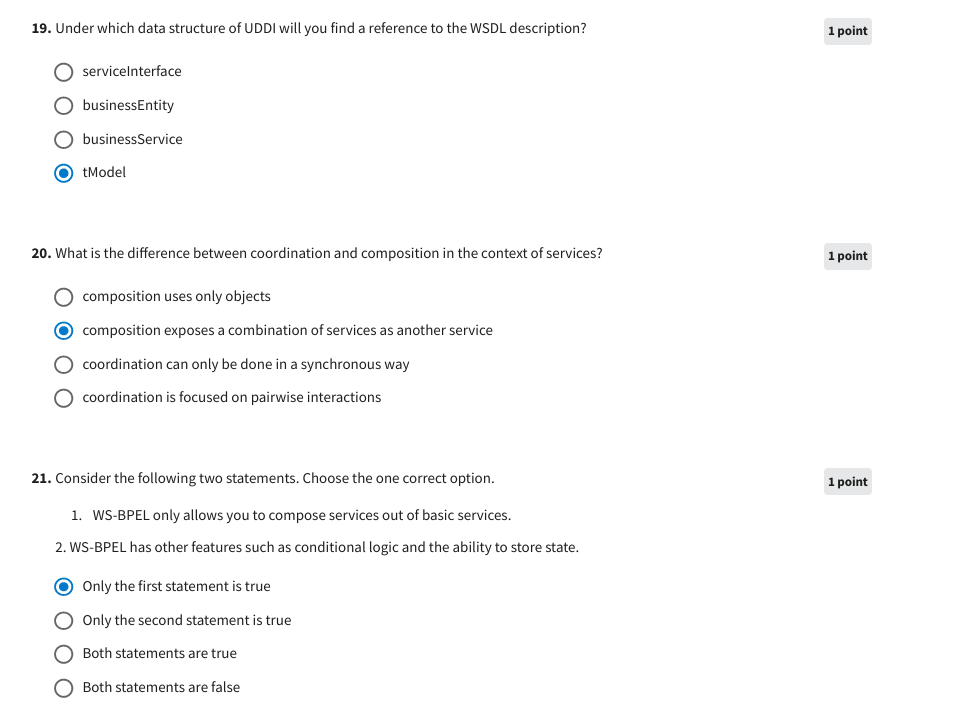 19. Under which data structure of UDDI will you find a reference to the WSDL description?
1 point
serviceInterface
businessEntity
businessService
tModel
20. What is the difference between coordination and composition in the context of services?
1 point
composition uses only objects
composition exposes a combination of services as another service
coordination can only be done in a synchronous way
coordination is focused on pairwise interactions
21. Consider the following two statements. Choose the one correct option.
1 point
1. WS-BPEL only allows you to compose services out of basic services.
2. WS-BPEL has other features such as conditional logic and the ability to store state.
Only the first statement is true
Only the second statement is true
Both statements are true
Both statements are false